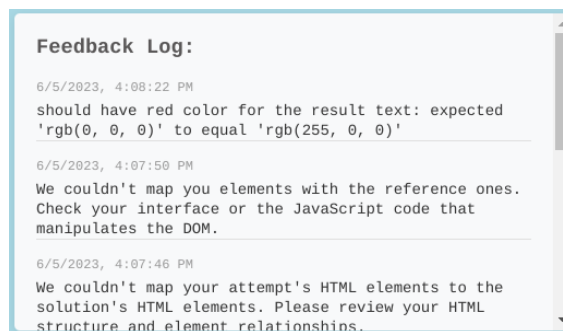 Feedback Log:
6/5/2023, 4:08:22 PM
should have red color for the result text: expected
'rgb(0, 0, 0)' to equal 'rgb(255, 0, 0)'
6/5/2023, 4:07:50 PM
We couldn't map you elements with the reference ones.
Check your interface or the JavaScript code that
manipulates the DOM.
6/5/2023, 4:07:46 PM
We couldn't map your attempt's HTML elements to the
solution's HTML elements. Please review your HTML
structure and element relationships.